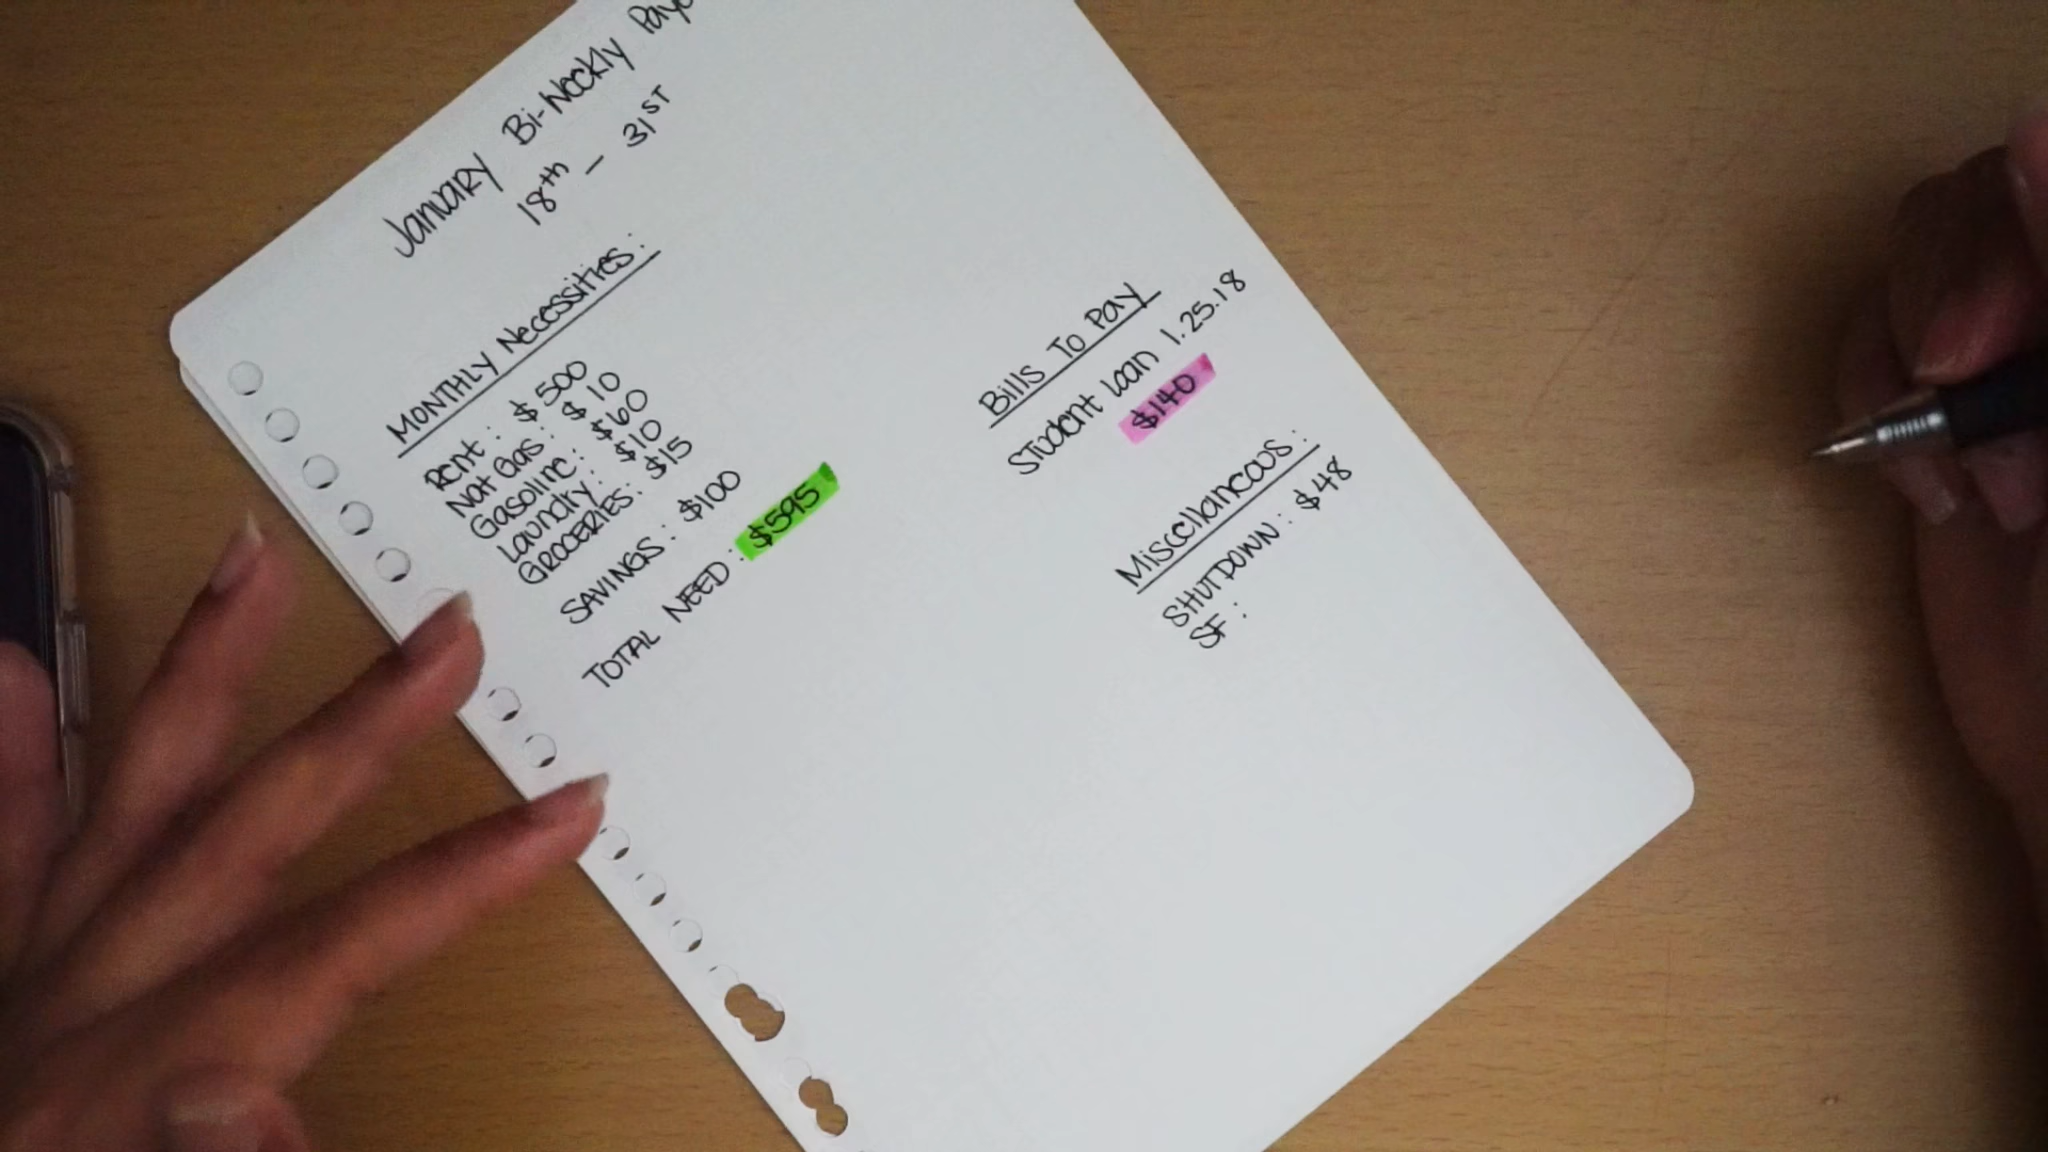 January Bi-Weekly
18th - 31ST
MONTHLY Necessities:
Rent: $500
Nat Gas: $10
Gasoline: $60
Laundry: $10
GROCERIES: $15
SAVINGS: $100
TOTAL NEED: $595
Bills To Pay
Student Loan 1.25.18
$140
Miscellaneous:
SHUTDOWN: $48
SF: